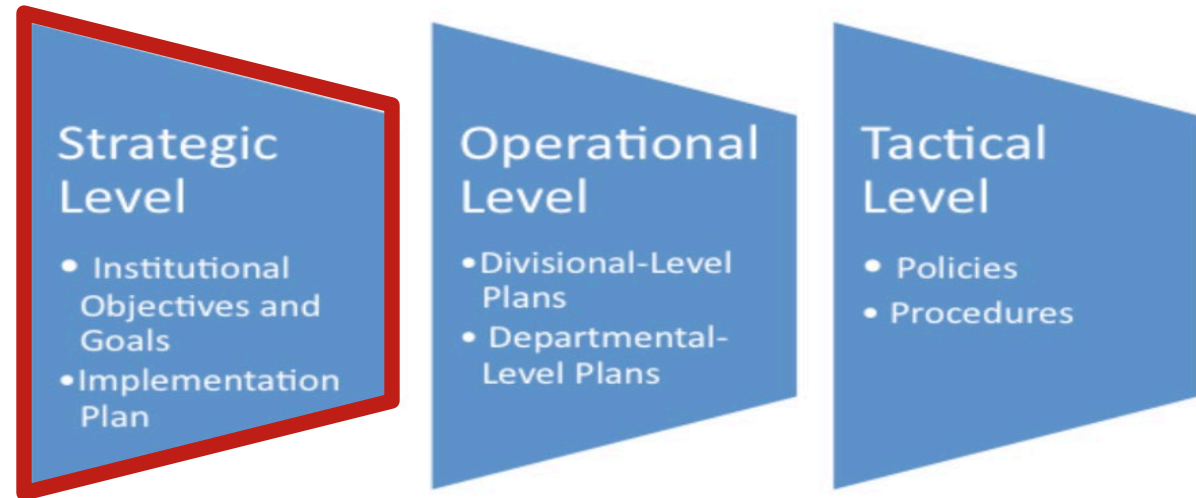 Strategic
Level
• Institutional
Objectives and
Goals
•Implementation
Plan
Operational
Level
•Divisional-Level
Plans
• Departmental-
Level Plans
Tactical
Level
• Policies
• Procedures